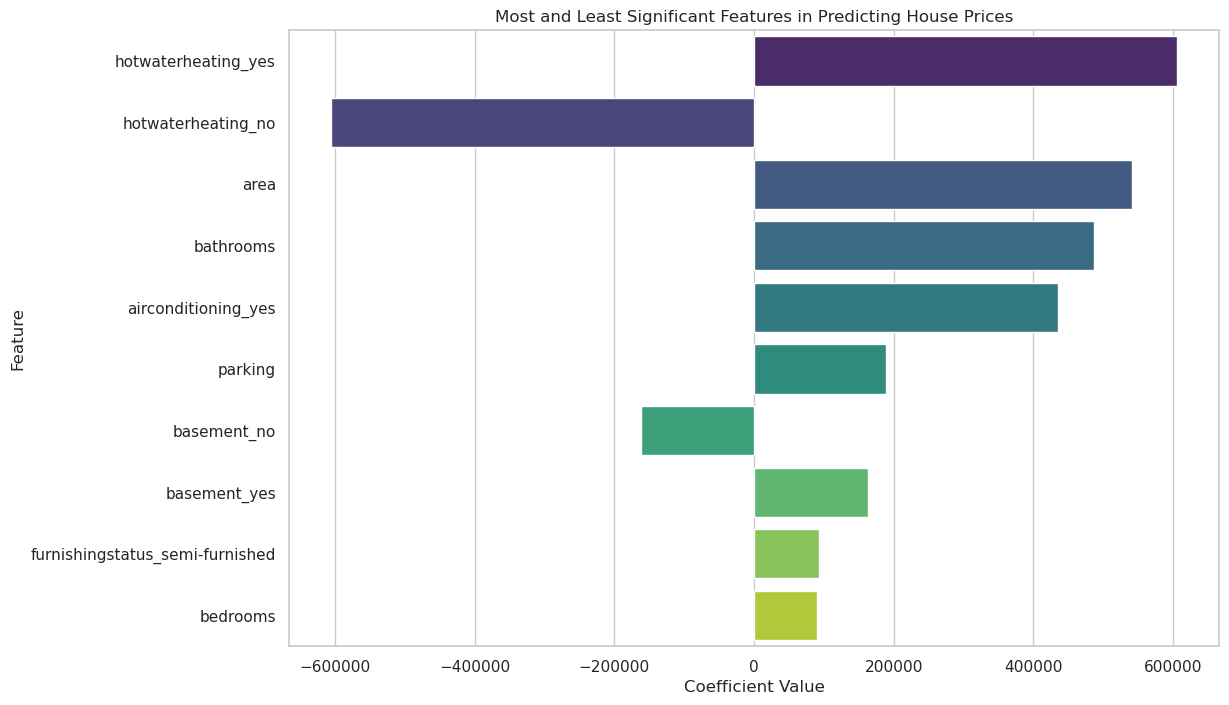 Most and Least Significant Features in Predicting House Prices
hotwaterheating_yes
hotwaterheating_no
area
bathrooms
airconditioning_yes
parking
basement_no
basement_yes
furnishingstatus_semi-furnished
bedrooms
Feature
−600000 −400000 −200000 0 200000 400000 600000
Coefficient Value